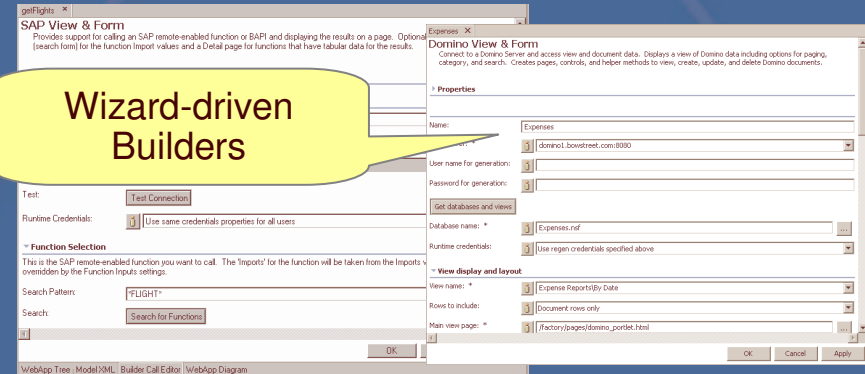 getFlights
SAP View & Form
Provides support for calling an SAP remote-enabled function or BAPI and displaying the results on a page. Optional
(search form) for the function Import values and a Detail page for functions that have tabular data for the results.
Wizard-driven
Builders
Test:
Test Connection
Runtime Credentials:
Use same credentials properties for all users
Function Selection
This is the SAP remote-enabled function you want to call. The 'Imports' for the function will be taken from the Imports v
overridden by the Function Inputs settings.
Search Pattern:
*FLIGHT*
Search:
Search for Functions
OK
WebApp Tree : Model XML Builder Call Editor WebApp Diagram
Expenses
Domino View & Form
Connect to a Domino Server and access view and document data. Displays a view of Domino data including options for paging,
category, and search. Creates pages, controls, and helper methods to view, create, update, and delete Domino documents.
Properties
Name:
Expenses
domino1.bowstreet.com:8080
User name for generation:
Password for generation:
Get databases and views
Database name: *
Expenses.nsf
...
Runtime credentials:
Use regen credentials specified above
View display and layout
View name: *
Expense Reports\By Date
Rows to include:
Document rows only
Main view page: *
/factory/pages/domino_portlet.html
...
OK Cancel Apply